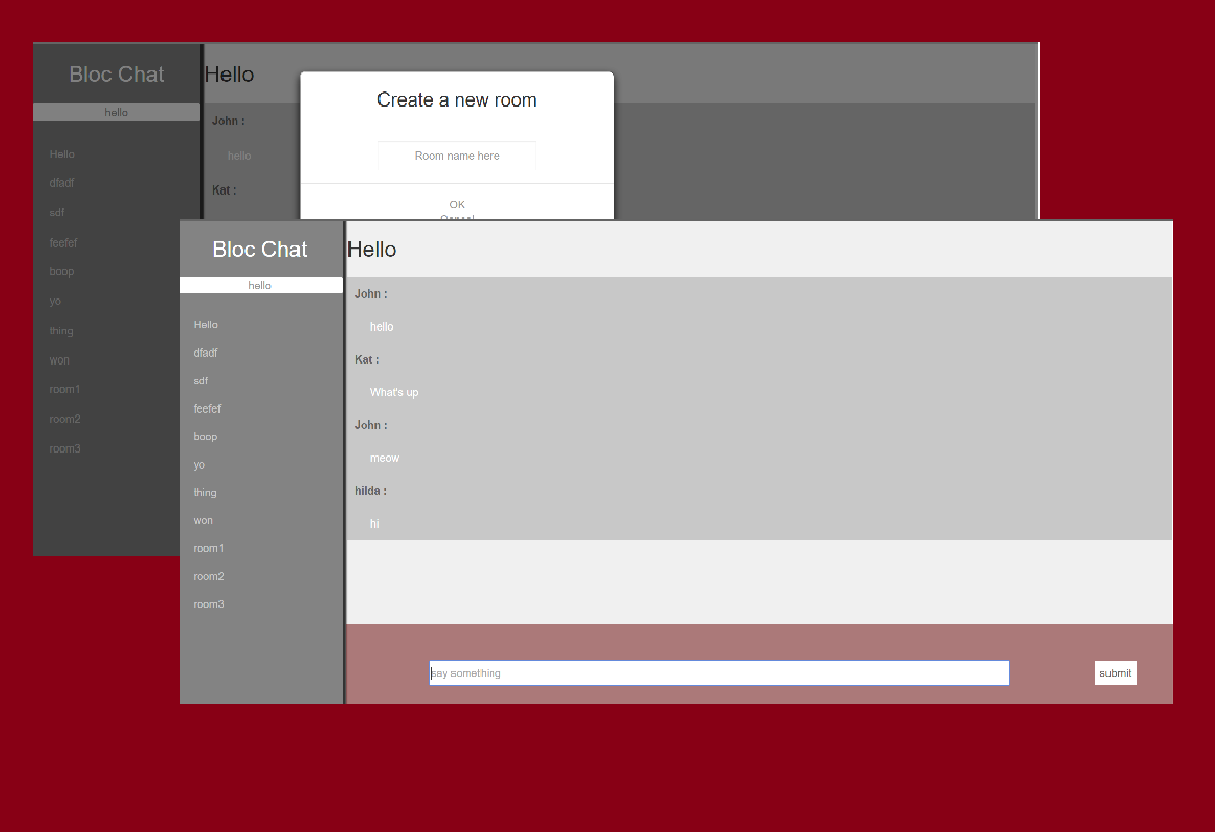 Bloc Chat
hello
Hello
dfadf
sdf
feefef
boop
yo
thing
won
room1
room2
room3
Hello
John :
hello
Kat :
Create a new room
Room name here
OK
Cancel
Bloc Chat
hello
Hello
dfadf
sdf
feefef
boop
yo
thing
won
room1
room2
room3
Hello
John :
hello
Kat :
What's up
John :
meow
hilda :
hi
say something
submit